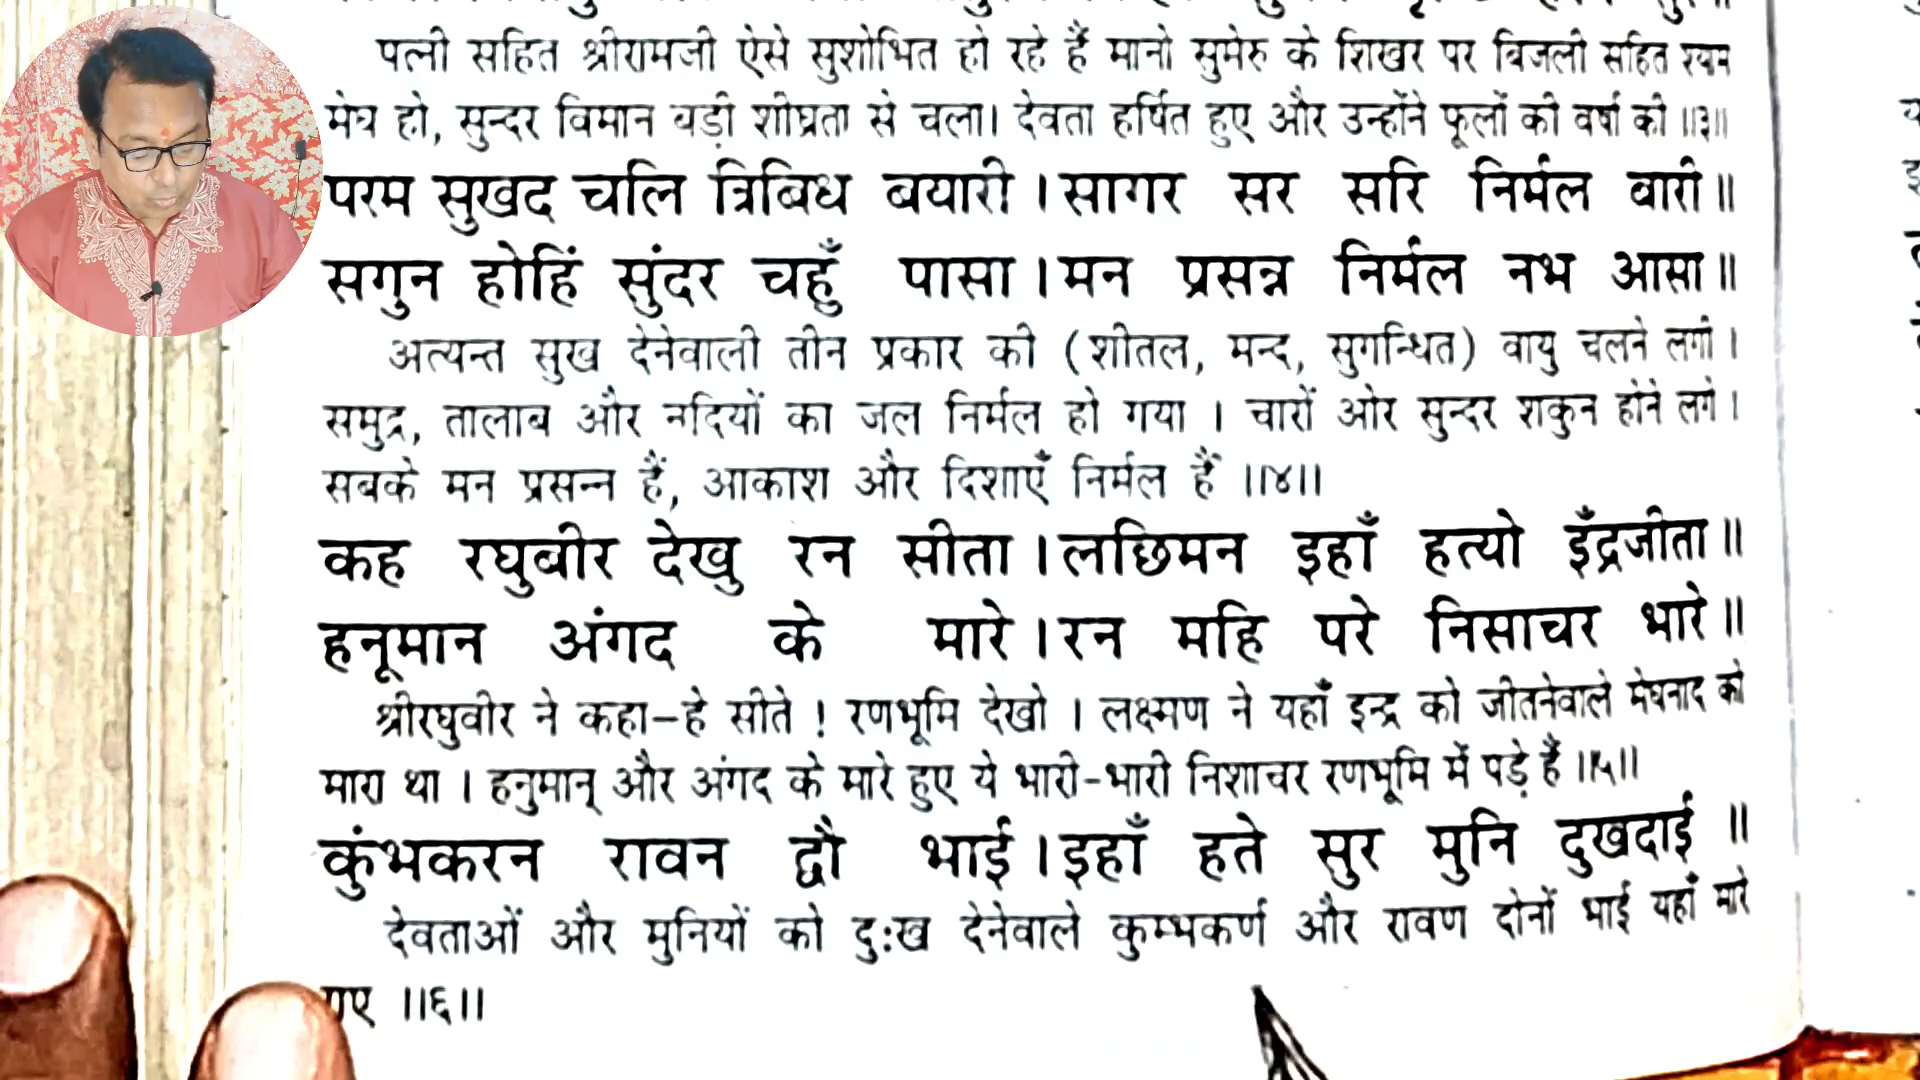 पत्नी सहित श्रीरामजी ऐसे सुशोभित हो रहे हैं मानो सुमेरु के शिखर पर बिजली सहित श्याम
मेघ हो, सुन्दर विमान बड़ी शीघ्रता से चला। देवता हर्षित हुए और उन्होंने फूलों की वर्षा की ॥३॥
परम सुखद चलि त्रिबिध बयारी । सागर सर सरि निर्मल बारी ॥
सगुन होहिं सुंदर चहुँ पासा । मन प्रसन्न निर्मल नभ आसा ॥
अत्यन्त सुख देनेवाली तीन प्रकार की (शीतल, मन्द, सुगन्धित) वायु चलने लगी ।
समुद्र, तालाब और नदियों का जल निर्मल हो गया । चारों ओर सुन्दर शकुन होने लगे ।
सबके मन प्रसन्न हैं, आकाश और दिशाएँ निर्मल हैं ॥४॥
कह रघुबीर देखु रन सीता । लछिमन इहाँ हत्यो इँद्रजीता ॥
हनूमान अंगद के मारे । रन महि परे निसाचर भारे ॥
श्रीरघुवीर ने कहा–हे सीते ! रणभूमि देखो । लक्ष्मण ने यहाँ इन्द्र को जीतनेवाले मेघनाद को
मारा था । हनुमान् और अंगद के मारे हुए ये भारी-भारी निशाचर रणभूमि में पड़े हैं ॥५॥
कुंभकरन रावन द्वौ भाई । इहाँ हते सुर मुनि दुखदाई ॥
देवताओं और मुनियों को दु:ख देनेवाले कुम्भकर्ण और रावण दोनों भाई यहाँ मारे
गए ॥६॥